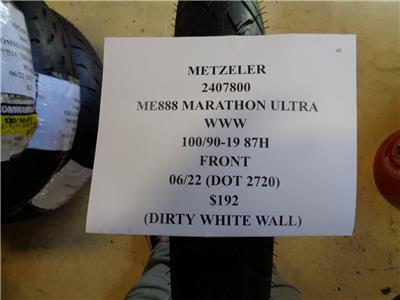 METZELER
2407800
ME888 MARATHON ULTRA
WWW
100/90-19 87H
FRONT
06/22 (DOT 2720)
$192
(DIRTY WHITE WALL)